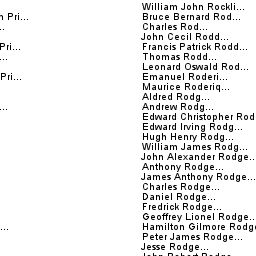 William John Rockli...
n Pri... Bruce Bernard Rod...
... Charles Rod...
John Cecil Rodd...
Pri... Francis Patrick Rodd...
... Thomas Rodd...
Leonard Oswald Rod...
Pri... Emanuel Roderi...
Maurice Roderiq...
Aldred Rodg...
... Andrew Rodg...
Edward Christopher Rod
Edward Irving Rodg...
Hugh Henry Rodg...
William James Rodg...
John Alexander Rodge...
Anthony Rodge...
James Anthony Rodge...
Charles Rodge...
Daniel Rodge...
Fredrick Rodge...
Geoffrey Lionel Rodge..
... Hamilton Gilmore Rodge
Peter James Rodge...
Jesse Rodge...
John Robert Rodge